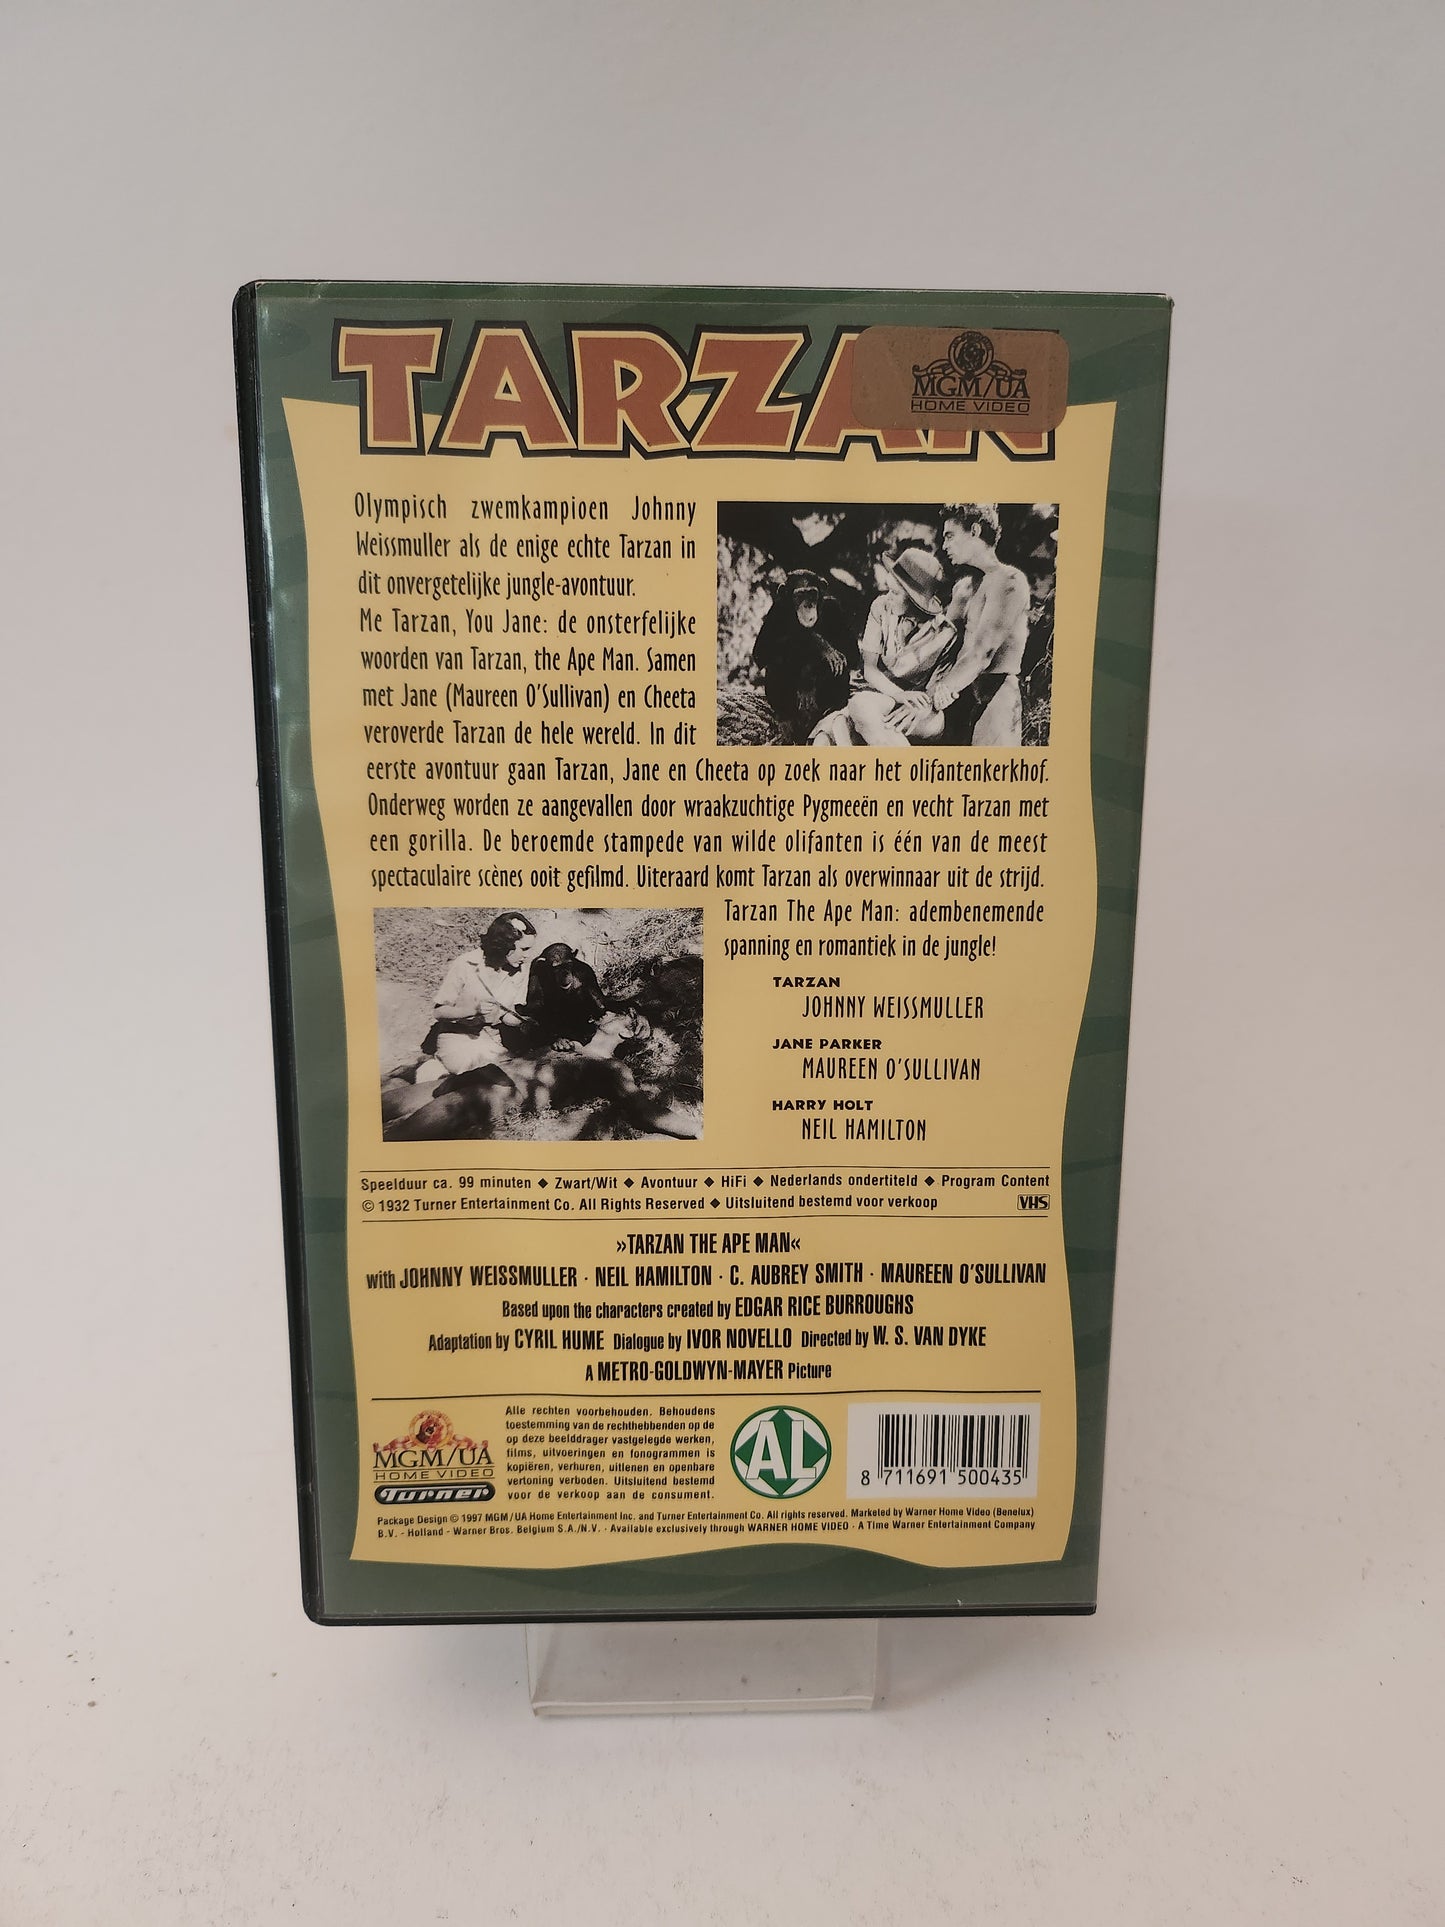 TARZAN
MGM/UA
HOME VIDEO
Olympisch zwemkampioen Johnny
Weissmuller als de enige echte Tarzan in
dit onvergetelijke jungle-avontuur.
Me Tarzan, You Jane: de onsterfelijke
woorden van Tarzan, the Ape Man. Samen
met Jane (Maureen O'Sullivan) en Cheeta
veroverde Tarzan de hele wereld. In dit
eerste avontuur gaan Tarzan, Jane en Cheeta op zoek naar het olifantenkerkhof.
Onderweg worden ze aangevallen door wraakzuchtige Pygmeeën en vecht Tarzan met
een gorilla. De beroemde stampede van wilde olifanten is één van de meest
spectaculaire scènes ooit gefilmd. Uiteraard komt Tarzan als overwinnaar uit de strijd.
Tarzan The Ape Man: adembenemende
spanning en romantiek in de jungle!
TARZAN
JOHNNY WEISSMULLER
JANE PARKER
MAUREEN O'SULLIVAN
HARRY HOLT
NEIL HAMILTON
Speelduur ca. 99 minuten ◆ Zwart/Wit ◆ Avontuur ◆ HiFi ◆ Nederlands ondertiteld ◆ Program Content
© 1932 Turner Entertainment Co. All Rights Reserved ◆ Uitsluitend bestemd voor verkoop VHS
»TARZAN THE APE MAN«
with JOHNNY WEISSMULLER · NEIL HAMILTON · C. AUBREY SMITH · MAUREEN O'SULLIVAN
Based upon the characters created by EDGAR RICE BURROUGHS
Adaptation by CYRIL HUME Dialogue by IVOR NOVELLO Directed by W. S. VAN DYKE
A METRO-GOLDWYN-MAYER Picture
MGM/UA
HOME VIDEO
Turner
Alle rechten voorbehouden. Behoudens
toestemming van de rechthebbenden op de
op deze beelddrager vastgelegde werken,
films, uitvoeringen en fonogrammen is
kopiëren, verhuren, uitlenen en openbare
vertoning verboden. Uitsluitend bestemd
voor de verkoop aan de consument.
AL
8 711691 500435
Package Design © 1997 MGM/UA Home Entertainment Inc. and Turner Entertainment Co. All rights reserved. Marketed by Warner Home Video (Benelux)
B.V. - Holland - Warner Bros. Belgium S.A./N.V. · Available exclusively through WARNER HOME VIDEO · A Time Warner Entertainment Company